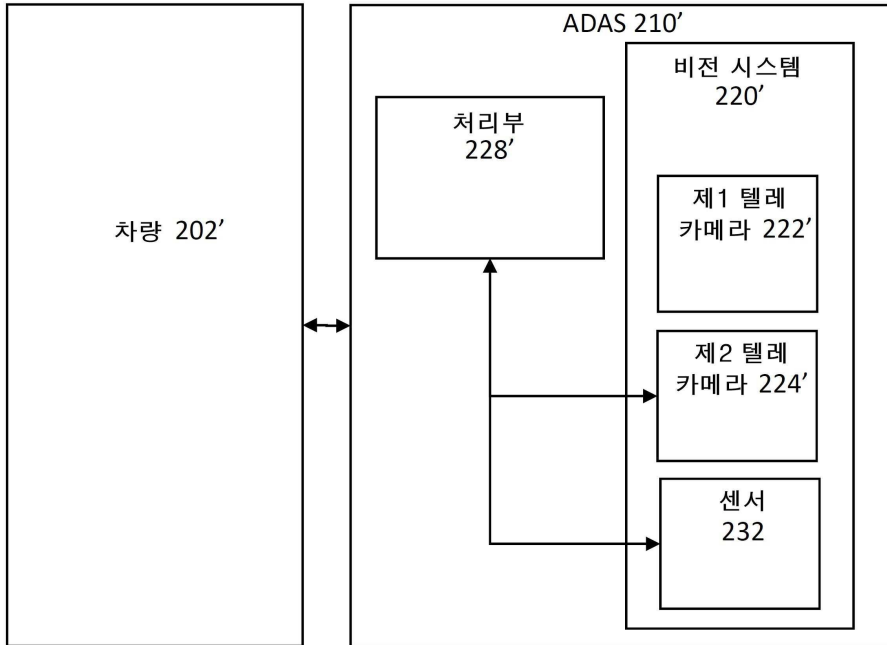 ADAS 210’
비전 시스템
220’
처리부
228’
차량 202’
제1 텔레
카메라 222’
제2 텔레
카메라 224’
센서
232